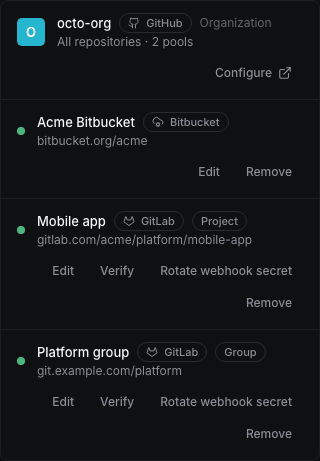 O octo-org GitHub Organization
All repositories · 2 pools
Configure
Acme Bitbucket Bitbucket
bitbucket.org/acme
Edit Remove
Mobile app GitLab Project
gitlab.com/acme/platform/mobile-app
Edit Verify Rotate webhook secret
Remove
Platform group GitLab Group
git.example.com/platform
Edit Verify Rotate webhook secret
Remove